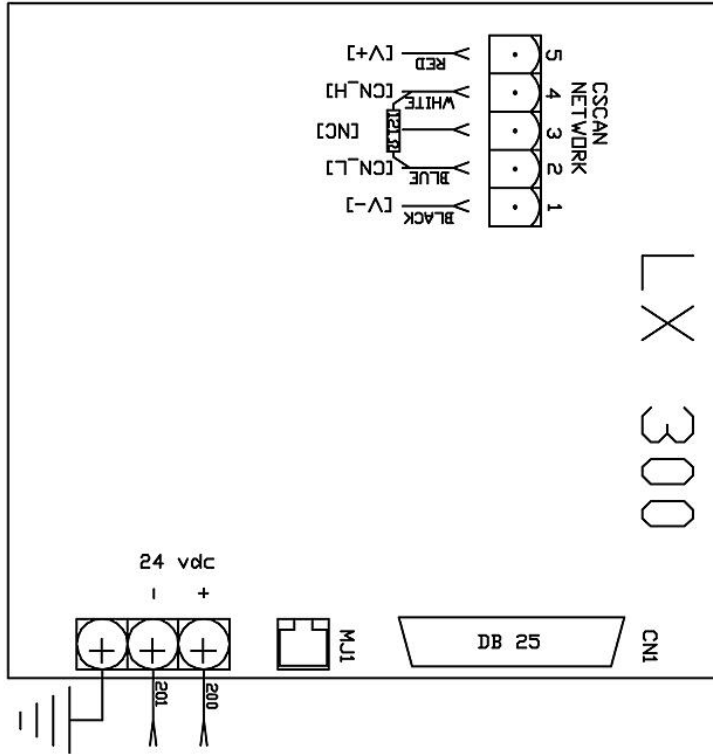 [V+] RED 5
[CN_H] WHITE 4
[NC] 121Ω 3
[CN_L] BLUE 2
[V-] BLACK 1
CSCAN
NETWORK
LX 300
24 vdc
- +
MJ1
DB 25
CN1
201 200